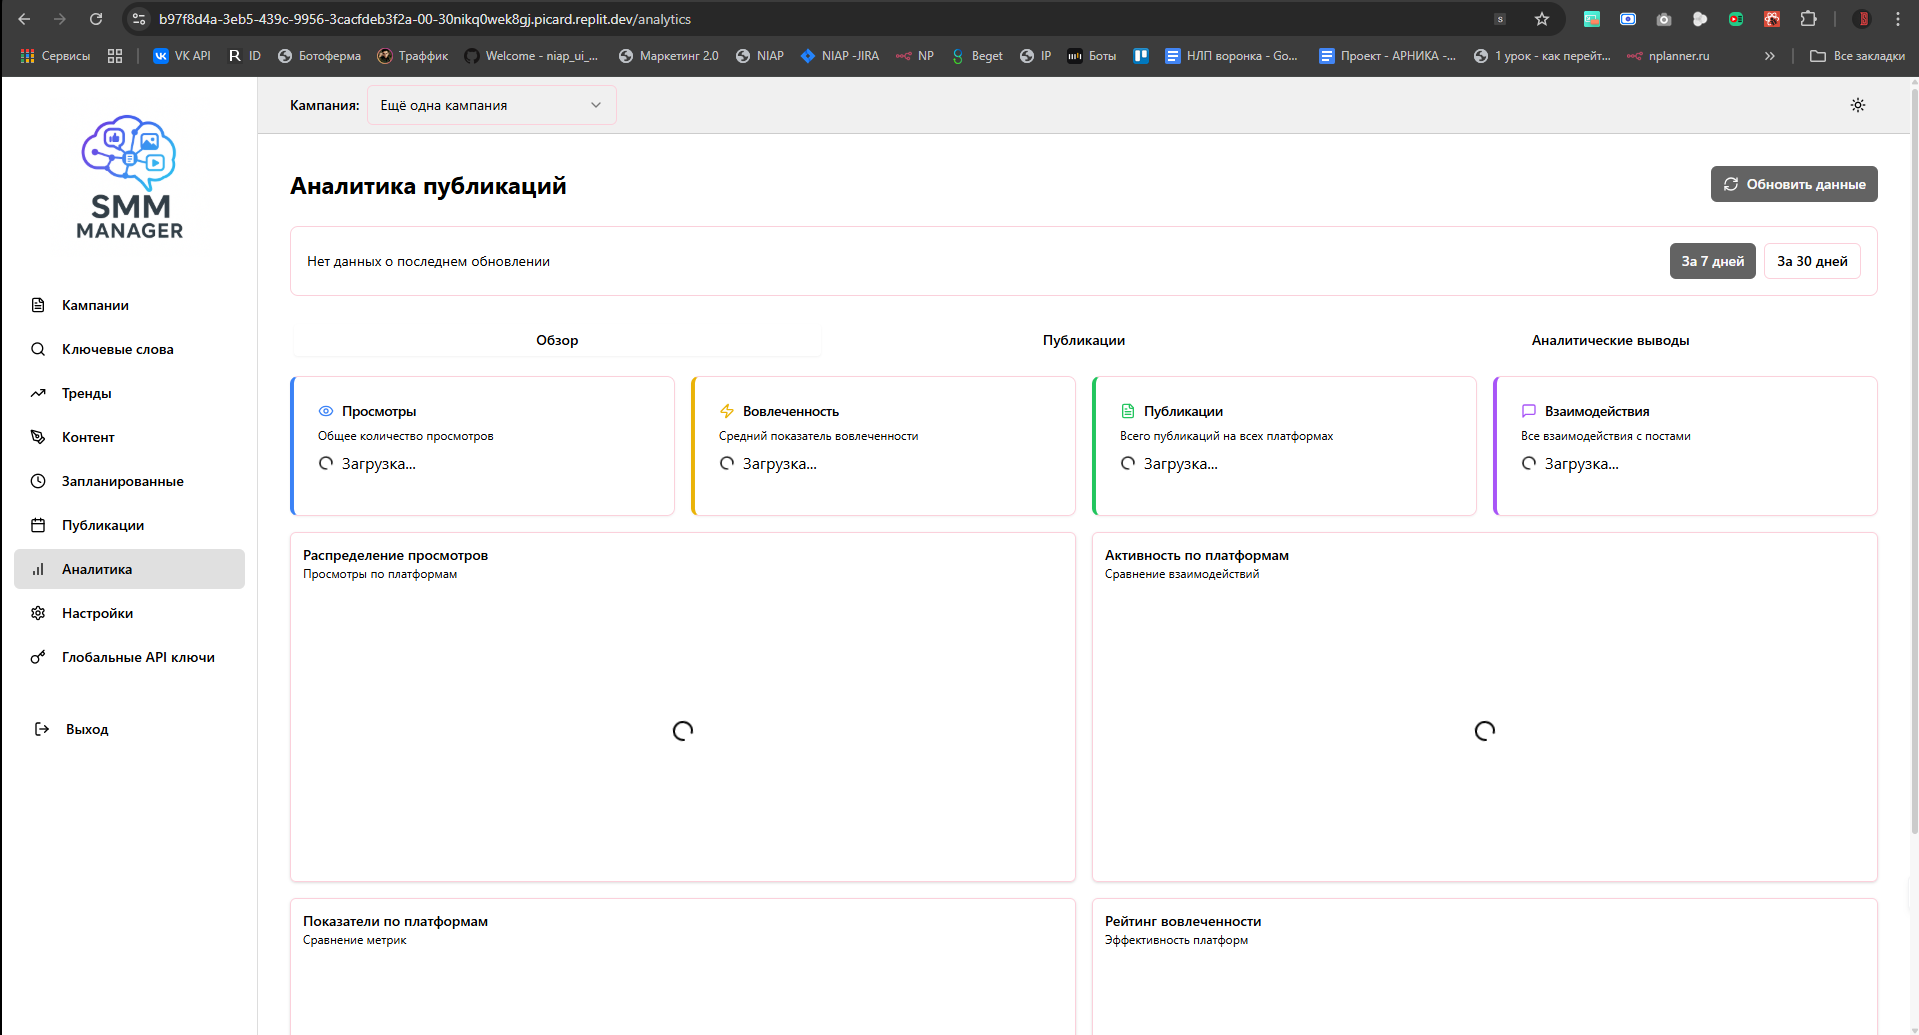 b97f8d4a-3eb5-439c-9956-3cacfdeb3f2a-00-30nikq0wek8gj.picard.replit.dev/analytics
Сервисы VK API ID Ботоферма Траффик Welcome - niap_ui_... Маркетинг 2.0 NIAP NIAP -JIRA NP Beget IP Боты НЛП воронка - Go... Проект - АРНИКА -... 1 урок - как перейт... nplanner.ru Все закладки
SMM
MANAGER
Кампании
Ключевые слова
Тренды
Контент
Запланированные
Публикации
Аналитика
Настройки
Глобальные API ключи
Выход
Кампания: Ещё одна кампания
Аналитика публикаций
Обновить данные
Нет данных о последнем обновлении
За 7 дней За 30 дней
Обзор Публикации Аналитические выводы
Просмотры
Общее количество просмотров
Загрузка...
Вовлеченность
Средний показатель вовлеченности
Загрузка...
Публикации
Всего публикаций на всех платформах
Загрузка...
Взаимодействия
Все взаимодействия с постами
Загрузка...
Распределение просмотров
Просмотры по платформам
Активность по платформам
Сравнение взаимодействий
Показатели по платформам
Сравнение метрик
Рейтинг вовлеченности
Эффективность платформ